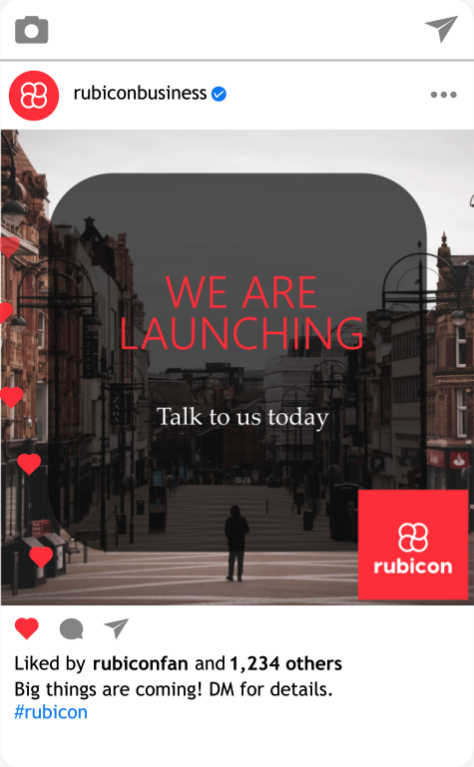 rubiconbusiness
WE ARE
LAUNCHING
Talk to us today
rubicon
Liked by rubiconfan and 1,234 others
Big things are coming! DM for details.
#rubicon